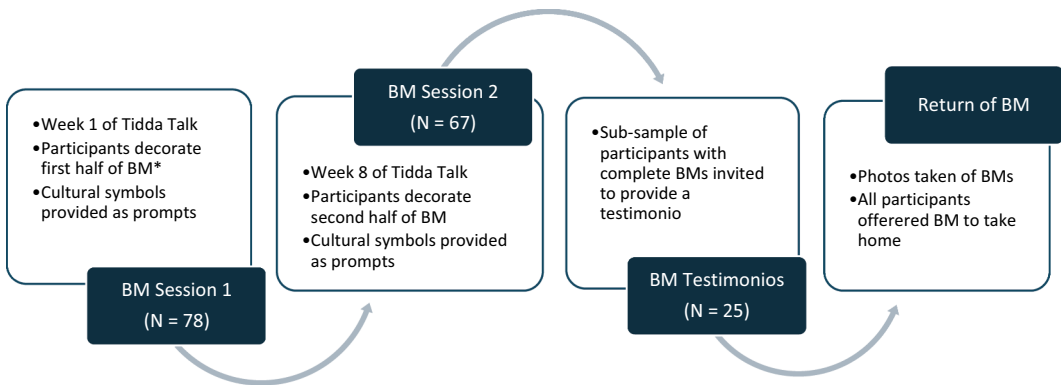 •Week 1 of Tidda Talk
•Participants decorate
first half of BM*
•Cultural symbols
provided as prompts
BM Session 1
(N = 78)
BM Session 2
(N = 67)
•Week 8 of Tidda Talk
•Participants decorate
second half of BM
•Cultural symbols provided
as prompts
•Sub-sample of
participants with
complete BMs invited
to provide a
testimonio
BM Testimonios
(N = 25)
Return of BM
•Photos taken of BMs
•All participants
offerered BM to take
home